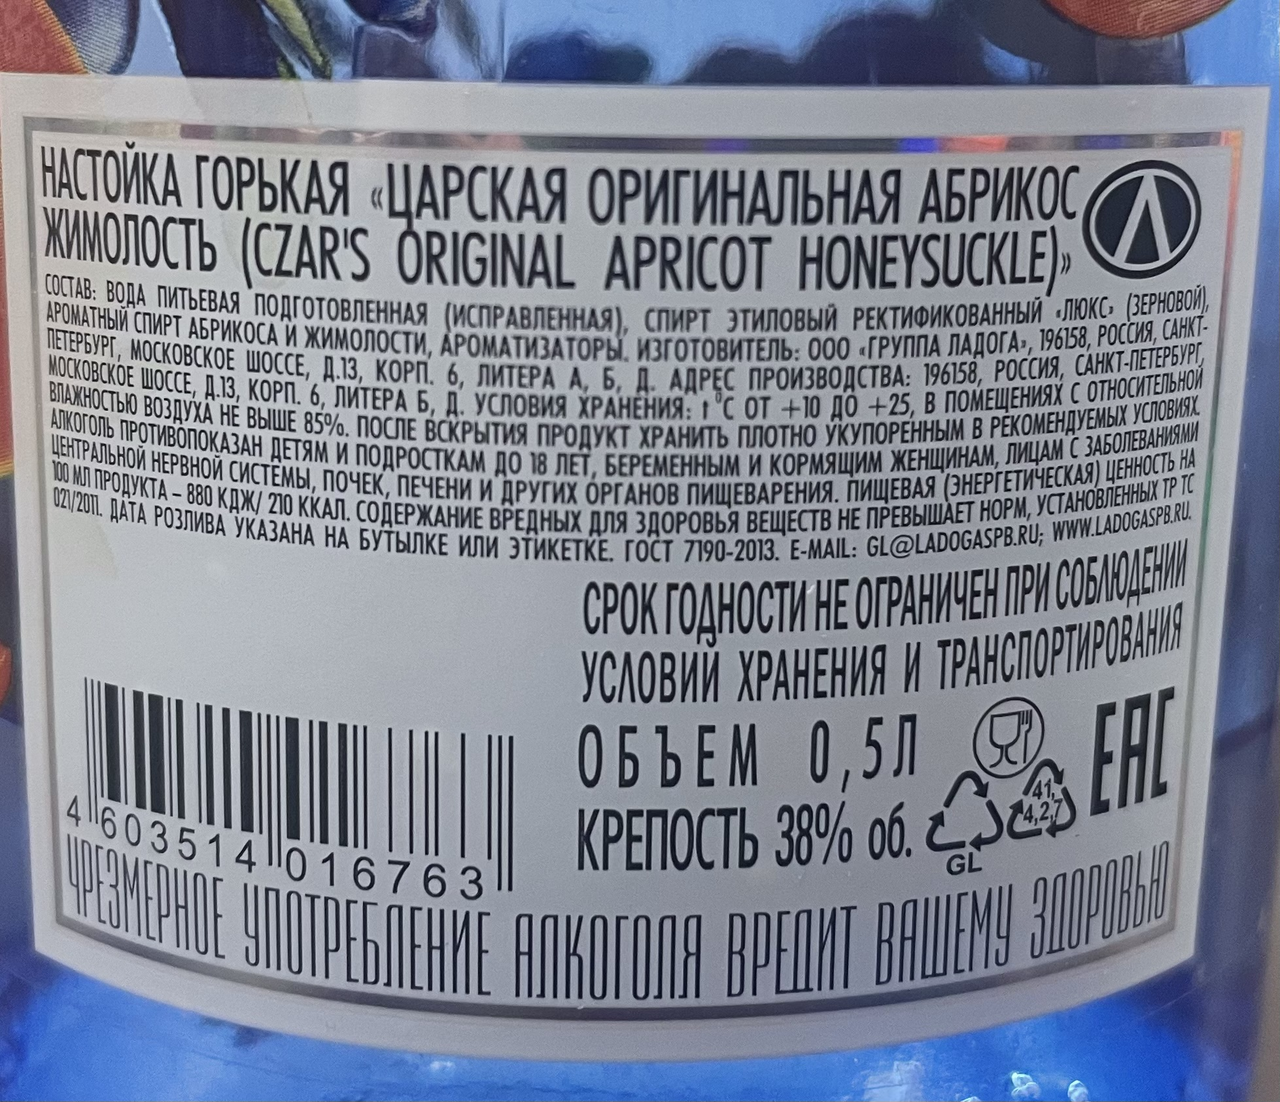 НАСТОЙКА ГОРЬКАЯ «ЦАРСКАЯ ОРИГИНАЛЬНАЯ АБРИКОС
ЖИМОЛОСТЬ (CZAR'S ORIGINAL APRICOT HONEYSUCKLE)»
СОСТАВ: ВОДА ПИТЬЕВАЯ ПОДГОТОВЛЕННАЯ (ИСПРАВЛЕННАЯ), СПИРТ ЭТИЛОВЫЙ РЕКТИФИКОВАННЫЙ «ЛЮКС» (ЗЕРНОВОЙ),
АРОМАТНЫЙ СПИРТ АБРИКОСА И ЖИМОЛОСТИ, АРОМАТИЗАТОРЫ. ИЗГОТОВИТЕЛЬ: ООО «ГРУППА ЛАДОГА», 196158, РОССИЯ, САНКТ-
ПЕТЕРБУРГ, МОСКОВСКОЕ ШОССЕ, Д.13, КОРП. 6, ЛИТЕРА А, Б, Д. АДРЕС ПРОИЗВОДСТВА: 196158, РОССИЯ, САНКТ-ПЕТЕРБУРГ,
МОСКОВСКОЕ ШОССЕ, Д.13, КОРП. 6, ЛИТЕРА Б, Д. УСЛОВИЯ ХРАНЕНИЯ: t °С ОТ +10 ДО +25, В ПОМЕЩЕНИЯХ С ОТНОСИТЕЛЬНОЙ
ВЛАЖНОСТЬЮ ВОЗДУХА НЕ ВЫШЕ 85%. ПОСЛЕ ВСКРЫТИЯ ПРОДУКТ ХРАНИТЬ ПЛОТНО УКУПОРЕННЫМ В РЕКОМЕНДУЕМЫХ УСЛОВИЯХ.
АЛКОГОЛЬ ПРОТИВОПОКАЗАН ДЕТЯМ И ПОДРОСТКАМ ДО 18 ЛЕТ, БЕРЕМЕННЫМ И КОРМЯЩИМ ЖЕНЩИНАМ, ЛИЦАМ С ЗАБОЛЕВАНИЯМИ
ЦЕНТРАЛЬНОЙ НЕРВНОЙ СИСТЕМЫ, ПОЧЕК, ПЕЧЕНИ И ДРУГИХ ОРГАНОВ ПИЩЕВАРЕНИЯ. ПИЩЕВАЯ (ЭНЕРГЕТИЧЕСКАЯ) ЦЕННОСТЬ НА
100 МЛ ПРОДУКТА – 880 КДЖ/ 210 ККАЛ. СОДЕРЖАНИЕ ВРЕДНЫХ ДЛЯ ЗДОРОВЬЯ ВЕЩЕСТВ НЕ ПРЕВЫШАЕТ НОРМ, УСТАНОВЛЕННЫХ ТР ТС
021/2011. ДАТА РОЗЛИВА УКАЗАНА НА БУТЫЛКЕ ИЛИ ЭТИКЕТКЕ. ГОСТ 7190-2013. E-MAIL: GL@LADOGASPB.RU; WWW.LADOGASPB.RU.
СРОК ГОДНОСТИ НЕ ОГРАНИЧЕН ПРИ СОБЛЮДЕНИИ
УСЛОВИЙ ХРАНЕНИЯ И ТРАНСПОРТИРОВАНИЯ
ОБЪЕМ 0,5Л
КРЕПОСТЬ 38% об.
GL
41,
4,2,7
EAC
4 603514 016763
ЧРЕЗМЕРНОЕ УПОТРЕБЛЕНИЕ АЛКОГОЛЯ ВРЕДИТ ВАШЕМУ ЗДОРОВЬЮ